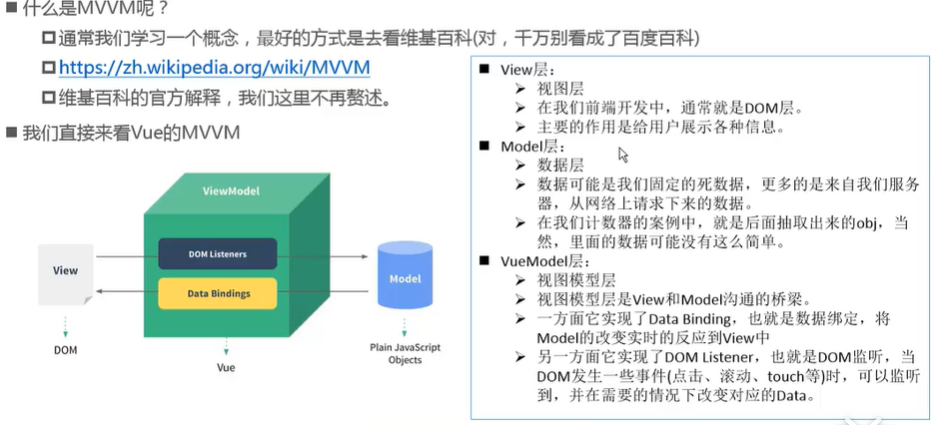 ■ 什么是MVVM呢？
通常我们学习一个概念，最好的方式是去看维基百科(对，千万别看成了百度百科)
https://zh.wikipedia.org/wiki/MVVM
维基百科的官方解释，我们这里不再赘述。
■ 我们直接来看Vue的MVVM
ViewModel
DOM Listeners
Data Bindings
View
Model
DOM
Vue
Plain JavaScript
Objects
■ View层：
➢ 视图层
➢ 在我们前端开发中，通常就是DOM层。
➢ 主要的作用是给用户展示各种信息。
■ Model层：
➢ 数据层
➢ 数据可能是我们固定的死数据，更多的是来自我们服务
器，从网络上请求下来的数据。
➢ 在我们计数器的案例中，就是后面抽取出来的obj，当
然，里面的数据可能没有这么简单。
■ VueModel层：
➢ 视图模型层
➢ 视图模型层是View和Model沟通的桥梁。
➢ 一方面它实现了Data Binding，也就是数据绑定，将
Model的改变实时的反应到View中
➢ 另一方面它实现了DOM Listener，也就是DOM监听，当
DOM发生一些事件(点击、滚动、touch等)时，可以监听
到，并在需要的情况下改变对应的Data。